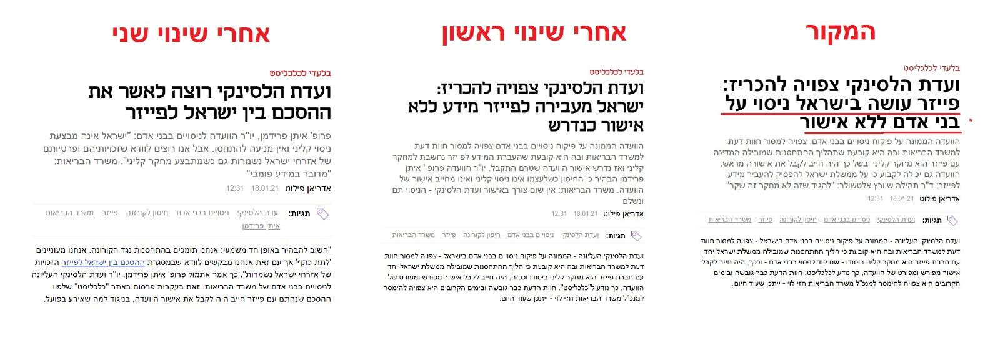 המקור
בלעדי לכלכליסט
ועדת הלסינקי צפויה להכריז:
פייזר עושה בישראל ניסוי על
בני אדם ללא אישור
הוועדה הממונה על פיקוח ניסויים בבני אדם, צפויה למסור חוות דעת
למשרד הבריאות ובה היא קובעת שתהליך ההתחסנות שמובילה המדינה
עם פייזר הוא מחקר קליני ובשל כך היה חייב לקבל את אישורה מראש.
הוועדה גם יכולה לקבוע כי על ממשלת ישראל להפסיק להעביר מידע
לפייזר; ד"ר תהילה שוורץ אלטשולר: "להגיד שזה לא מחקר זה שקר"
אדריאן פילוט 18.01.21 12:31
תגיות: ועדת הלסינקי ניסויים בבני אדם חיסון לקורונה פייזר משרד הבריאות
ועדת הלסינקי העליונה - הממונה על פיקוח ניסויים בבני אדם בישראל - צפויה למסור חוות
דעת למשרד הבריאות ובה היא קובעת כי הליך ההתחסנות שמובילה ממשלת ישראל יחד
עם חברת פייזר הוא מחקר קליני ביסודו - שם קוד לניסוי בבני אדם - וככך, היה חייב לקבל
אישור מפורש ומפורט של הוועדה, כך נודע לכלכליסט. חוות הדעת כבר גובשה ובימים
הקרובים היא צפויה להימסר למנכ"ל משרד הבריאות חזי לוי - ייתכן שעוד היום.
אחרי שינוי ראשון
בלעדי לכלכליסט
ועדת הלסינקי צפויה להכריז:
ישראל מעבירה לפייזר מידע ללא
אישור כנדרש
הוועדה הממונה על פיקוח ניסויים בבני אדם צפויה למסור חוות דעת
למשרד הבריאות ובה היא קובעת שהעברת המידע לפייזר נחשבת למחקר
קליני ואז נדרש אישור הוועדה שטרם התקבל. יו"ר הוועדה פרופ ' איתן
פרידמן הבהיר כי החיסון כשלעצמו אינו ניסוי קליני ואינו מחייב אישור של
הוועדה. משרד הבריאות: אין שום צורך באישור ועדת הלסינקי - הניסוי תם
ונשלם
אדריאן פילוט 18.01.21 12:31
תגיות: ועדת הלסינקי ניסויים בבני אדם חיסון לקורונה פייזר משרד הבריאות
ועדת הלסינקי העליונה - הממונה על פיקוח ניסויים בבני אדם בישראל - צפויה למסור חוות
דעת למשרד הבריאות ובה היא קובעת כי הליך ההתחסנות שמובילה ממשלת ישראל יחד
עם חברת פייזר הוא מחקר קליני ביסודו וככזה, היה חייב לקבל אישור מפורש ומפורט של
הוועדה, כך נודע ל"כלכליסט". חוות הדעת כבר גובשה ובימים הקרובים היא צפויה להימסר
למנכ"ל משרד הבריאות חזי לוי - ייתכן שעוד היום.
אחרי שינוי שני
בלעדי לכלכליסט
ועדת הלסינקי רוצה לאשר את
ההסכם בין ישראל לפייזר
פרופ' איתן פרידמן, יו"ר הוועדה לניסויים בבני אדם: "ישראל אינה מבצעת
ניסוי קליני ואין מניעה להתחסן. אבל אנו רוצים לוודא שזכויותיהם ופרטיותם
של אזרחי ישראל נשמרות גם כשמתבצע מחקר קליני". משרד הבריאות:
"מדובר במידע פומבי"
אדריאן פילוט 18.01.21 12:31
תגיות: ועדת הלסינקי ניסויים בבני אדם חיסון לקורונה פייזר משרד הבריאות
איתן פרידמן
"חשוב להבהיר באופן חד משמעי: אנחנו תומכים בהתחסנות נגד הקורונה. אנחנו מעוניינים
'לתת כתף' אך עם זאת אנחנו מבקשים לוודא שבמסגרת ההסכם בין ישראל לפייזר הזכויות
של אזרחי ישראל נשמרות", כך אמר אתמול פרופ' איתן פרידמן, יו"ר ועדת הלסינקי העליונה
לניסויים בבני אדם של משרד הבריאות. זאת בעקבות פרסום באתר "כלכליסט" שלפיו
ההסכם שנחתם עם פייזר חייב היה לקבל את אישור הוועדה, בניגוד למה שאירע בפועל.